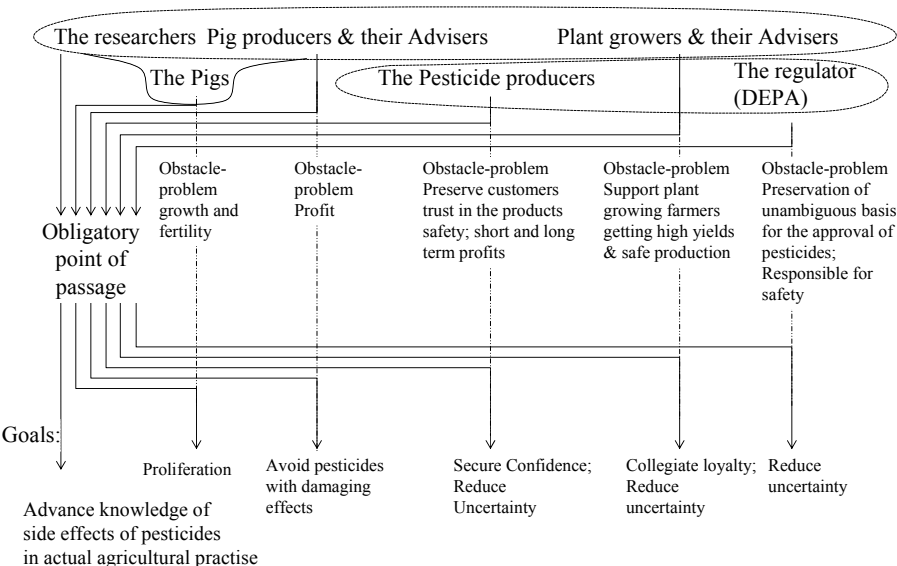 The researchers Pig producers & their Advisers Plant growers & their Advisers
The Pigs
The Pesticide producers
The regulator
(DEPA)
Obstacle-
problem
growth and
fertility
Obstacle-
problem
Profit
Obstacle-problem
Preserve customers
trust in the products
safety; short and long
term profits
Obstacle-problem
Support plant
growing farmers
getting high yields
& safe production
Obstacle-problem
Preservation of
unambiguous basis
for the approval of
pesticides;
Responsible for
safety
Obligatory
point of
passage
Goals:
Advance knowledge of
side effects of pesticides
in actual agricultural practise
Proliferation
Avoid pesticides
with damaging
effects
Secure Confidence;
Reduce
Uncertainty
Collegiate loyalty;
Reduce
uncertainty
Reduce
uncertainty